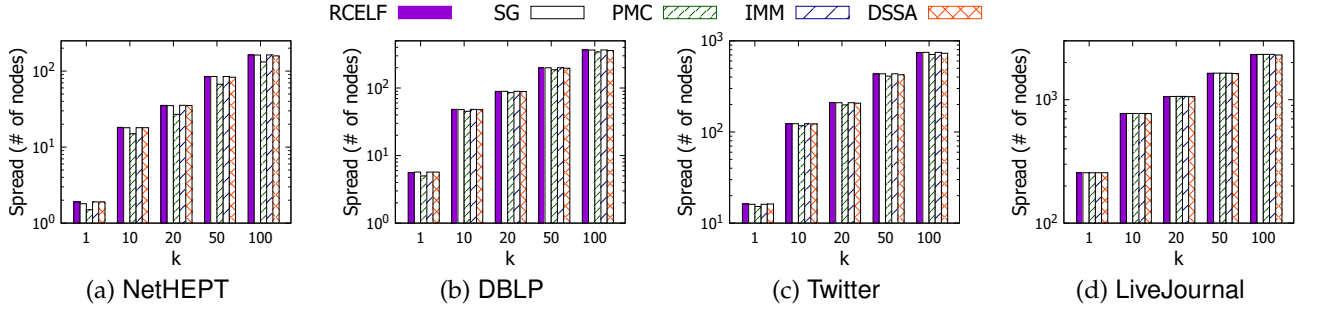 RCELF SG PMC IMM DSSA
Spread (# of nodes)
10^2
10^1
10^0
1 10 20 50 100
k
(a) NetHEPT
Spread (# of nodes)
10^2
10^1
10^0
1 10 20 50 100
k
(b) DBLP
Spread (# of nodes)
10^3
10^2
10^1
1 10 20 50 100
k
(c) Twitter
Spread (# of nodes)
10^3
10^2
1 10 20 50 100
k
(d) LiveJournal